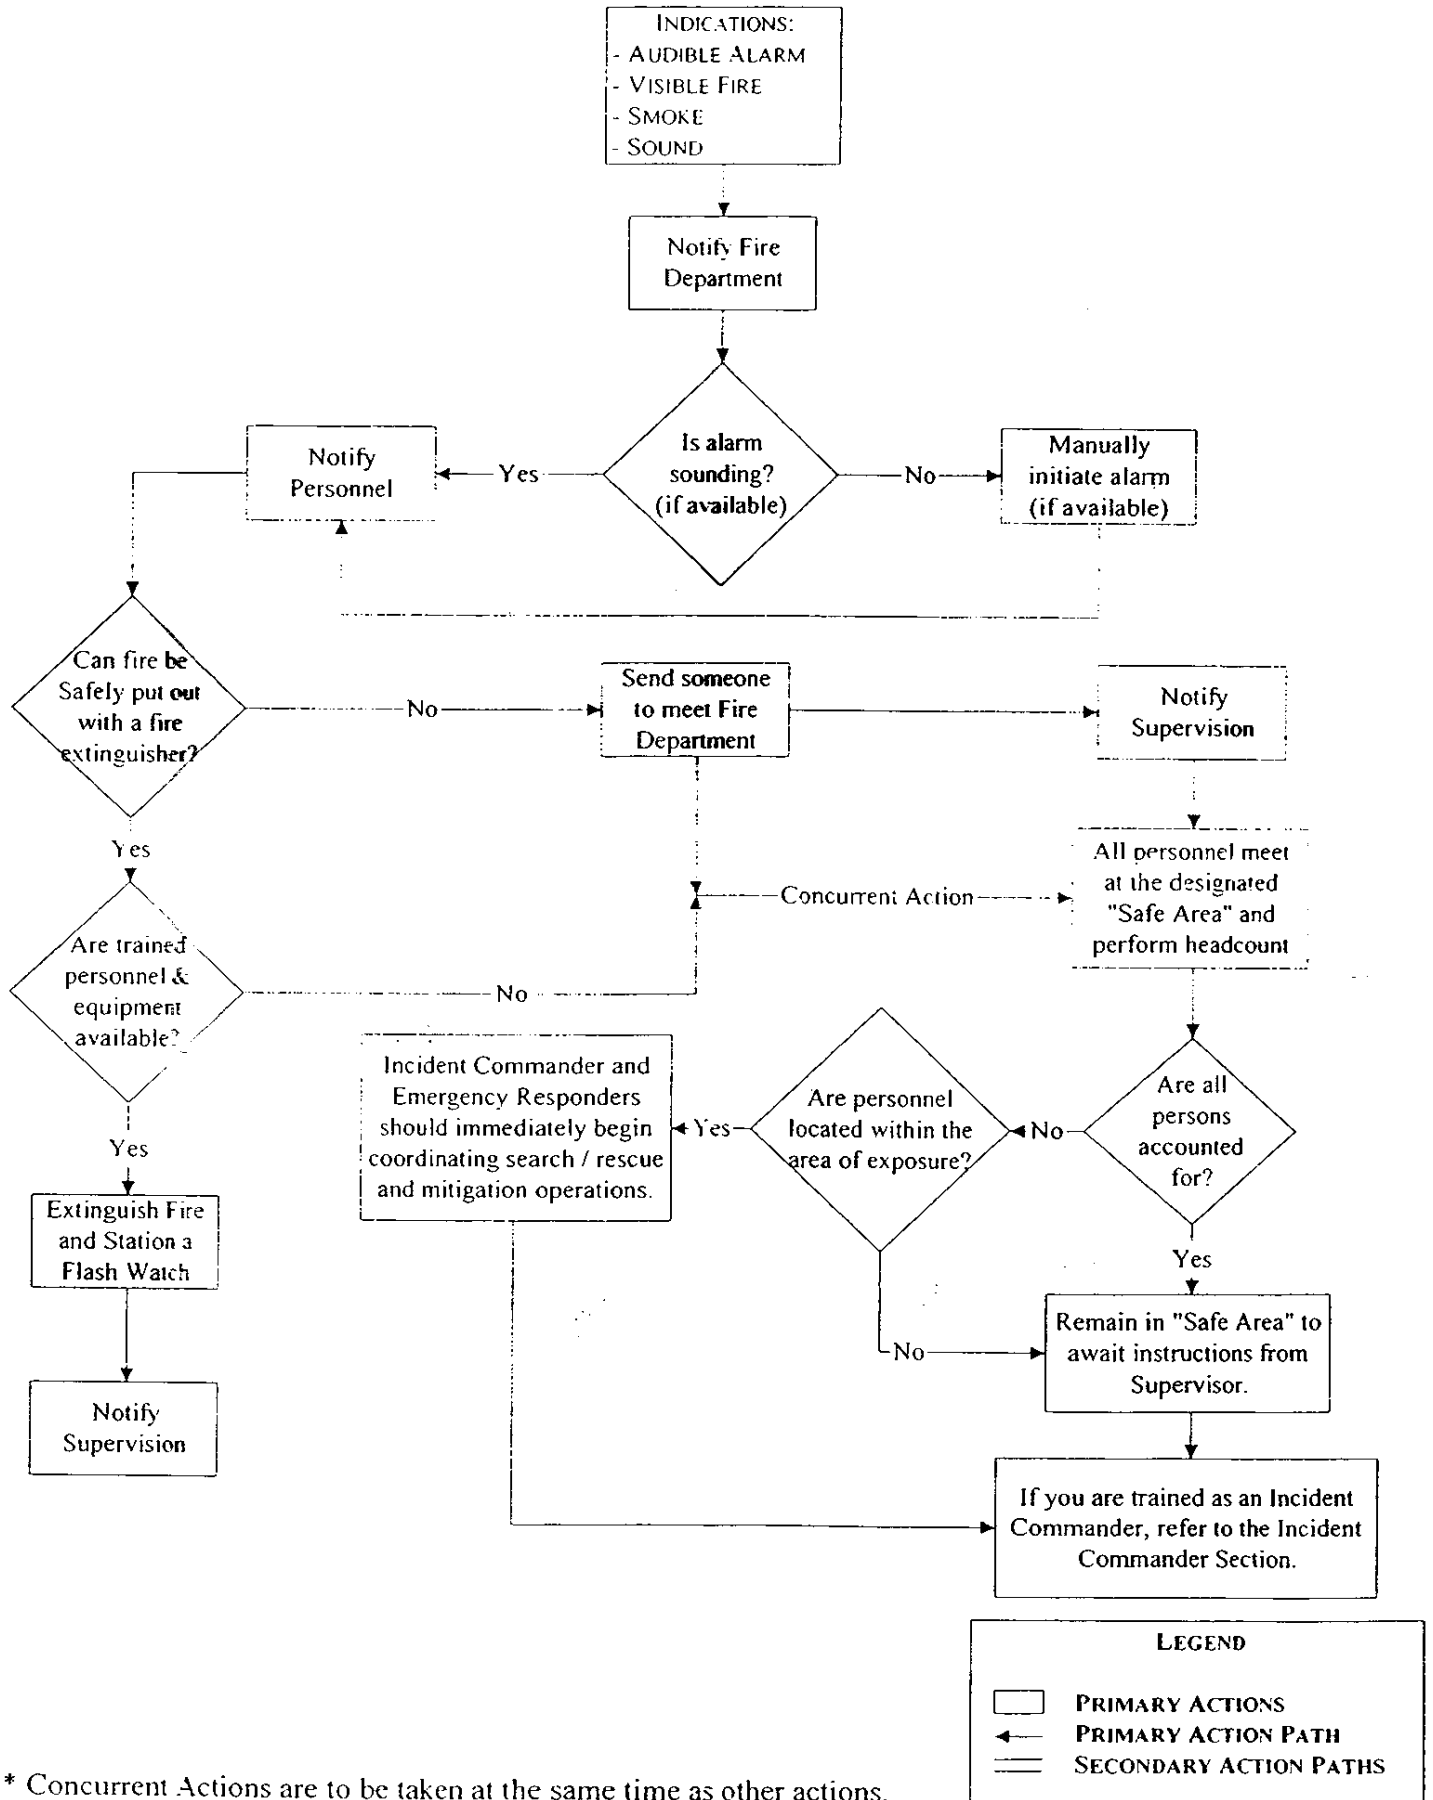 INDICATIONS:
- AUDIBLE ALARM
- VISIBLE FIRE
- SMOKE
- SOUND
Notify Fire
Department
Is alarm
sounding?
(if available)
Yes
No
Notify
Personnel
Manually
initiate alarm
(if available)
Can fire be
Safely put out
with a fire
extinguisher?
No
Send someone
to meet Fire
Department
Notify
Supervision
Yes
Concurrent Action
All personnel meet
at the designated
"Safe Area" and
perform headcount
Are trained
personnel &
equipment
available?
No
Incident Commander and
Emergency Responders
should immediately begin
coordinating search / rescue
and mitigation operations.
Yes
Are personnel
located within the
area of exposure?
No
Are all
persons
accounted
for?
Yes
Extinguish Fire
and Station a
Flash Watch
Yes
No
Remain in "Safe Area" to
await instructions from
Supervisor.
Notify
Supervision
If you are trained as an Incident
Commander, refer to the Incident
Commander Section.
LEGEND
PRIMARY ACTIONS
PRIMARY ACTION PATH
SECONDARY ACTION PATHS
* Concurrent Actions are to be taken at the same time as other actions.